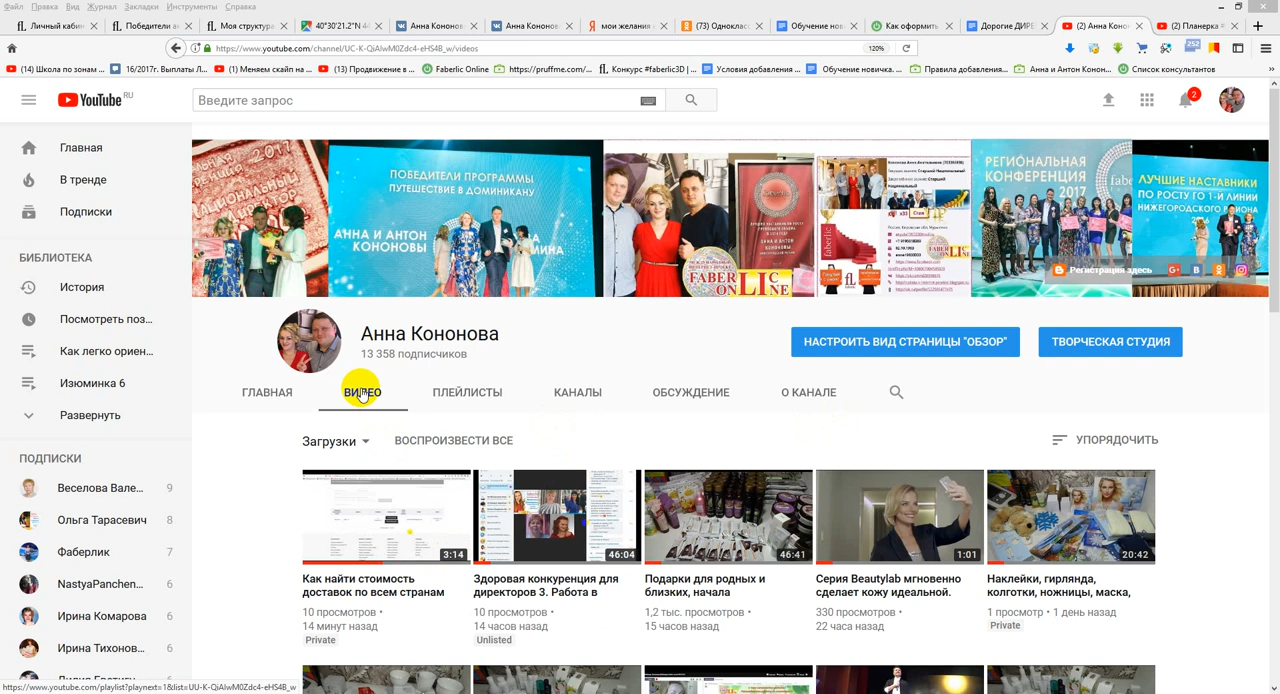 Файл Правка Вид Журнал Закладки Инструменты Справка
Личный кабине
Победители ак
Моя структура
40°30'21.2"N 4
Анна Кононов
Анна Кононов
мои желания
(73) Одноклас
Обучение нов
Как оформить
Дорогие ДИРЕ
(2) Анна Коно
(2) Планерка
https://www.youtube.com/channel/UC-K-QiAlwM0Zdc4-eHS4B_w/videos
120%
252
(14) Школа по зонам ...
16/2017г. Выплаты Л...
(1) Меняем скайп на ...
(13) Продвижение в ...
Faberlic Online
https://pruffme.com/...
Конкурс #faberlic3D | ...
Условия добавления ...
Обучение новичка. ...
Правила добавления...
Анна и Антон Конон...
Список консультантов
YouTube RU
Введите запрос
2
Главная
В тренде
Подписки
БИБЛИОТЕКА
История
Посмотреть поз...
Как легко ориен...
Изюминка 6
Развернуть
ПОДПИСКИ
Веселова Вале... 9
Ольга Тарасевич 8
Фаберлик 7
NastyaPanchen... 6
Ирина Комарова 6
Ирина Тихонов... 6
ПОБЕДИТЕЛИ ПРОГРАММЫ
ПУТЕШЕСТВИЕ В ДОМИНИКАНУ
АННА И АНТОН
КОНОНОВЫ
FABERLIC
ONLINE
faberlic
РЕГИОНАЛЬНАЯ
КОНФЕРЕНЦИЯ
2017
ЛУЧШИЕ НАСТАВНИКИ
ПО РОСТУ ГО 1-Й ЛИНИИ
НИЖЕГОРОДСКОГО РЕГИОНА
Регистрация здесь
Анна Кононова
13 358 подписчиков
НАСТРОИТЬ ВИД СТРАНИЦЫ "ОБЗОР"
ТВОРЧЕСКАЯ СТУДИЯ
ГЛАВНАЯ
ВИДЕО
ПЛЕЙЛИСТЫ
КАНАЛЫ
ОБСУЖДЕНИЕ
О КАНАЛЕ
Загрузки
ВОСПРОИЗВЕСТИ ВСЕ
УПОРЯДОЧИТЬ
3:14
Как найти стоимость
доставок по всем странам
10 просмотров •
14 минут назад
Private
46:04
Здоровая конкуренция для
директоров 3. Работа в
10 просмотров •
14 часов назад
Unlisted
46:41
Подарки для родных и
близких, начала
1,2 тыс. просмотров •
15 часов назад
1:01
Серия Beautylab мгновенно
сделает кожу идеальной.
330 просмотров •
22 часа назад
20:42
Наклейки, гирлянда,
колготки, ножницы, маска,
1 просмотр • 1 день назад
Private
https://www.youtube.com/playlist?playnext=1&list=UU-K-QiAlwM0Zdc4-eHS4B_w